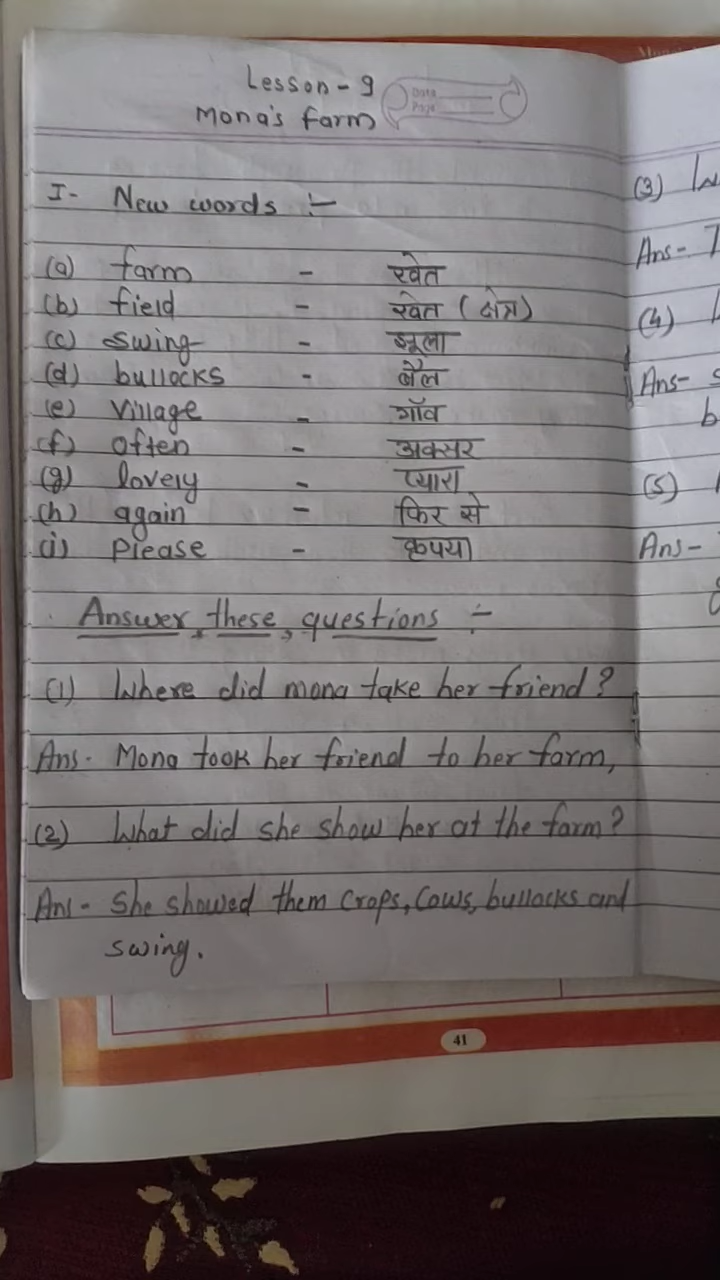 Lesson - 9
Mona's farm
Date
Page
I- New words :-
(a) farm - खेत
(b) field - खेत (क्षेत्र)
(c) swing - झूला
(d) bullocks - बैल
(e) village - गाँव
(f) often - अक्सर
(g) lovely - प्यारा
(h) again - फिर से
(i) please - कृपया
Answer these questions :-
(1) Where did mona take her friend?
Ans- Mona took her friend to her farm,
(2) What did she show her at the farm?
Ans- She showed them crops, cows, bullocks and
swing.
(3)
Ans-
(4)
Ans-
(5)
Ans-
41